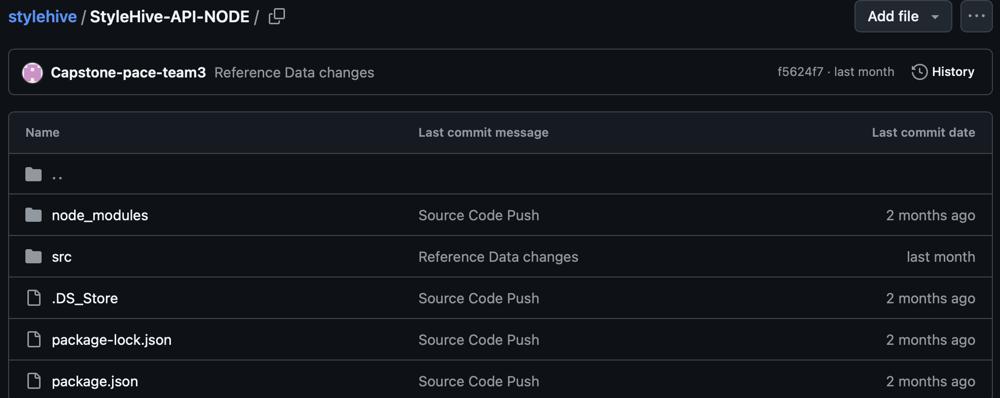 stylehive / StyleHive-API-NODE /
Add file
...
Capstone-pace-team3 Reference Data changes
f5624f7 · last month
History
Name Last commit message Last commit date
..
node_modules Source Code Push 2 months ago
src Reference Data changes last month
.DS_Store Source Code Push 2 months ago
package-lock.json Source Code Push 2 months ago
package.json Source Code Push 2 months ago